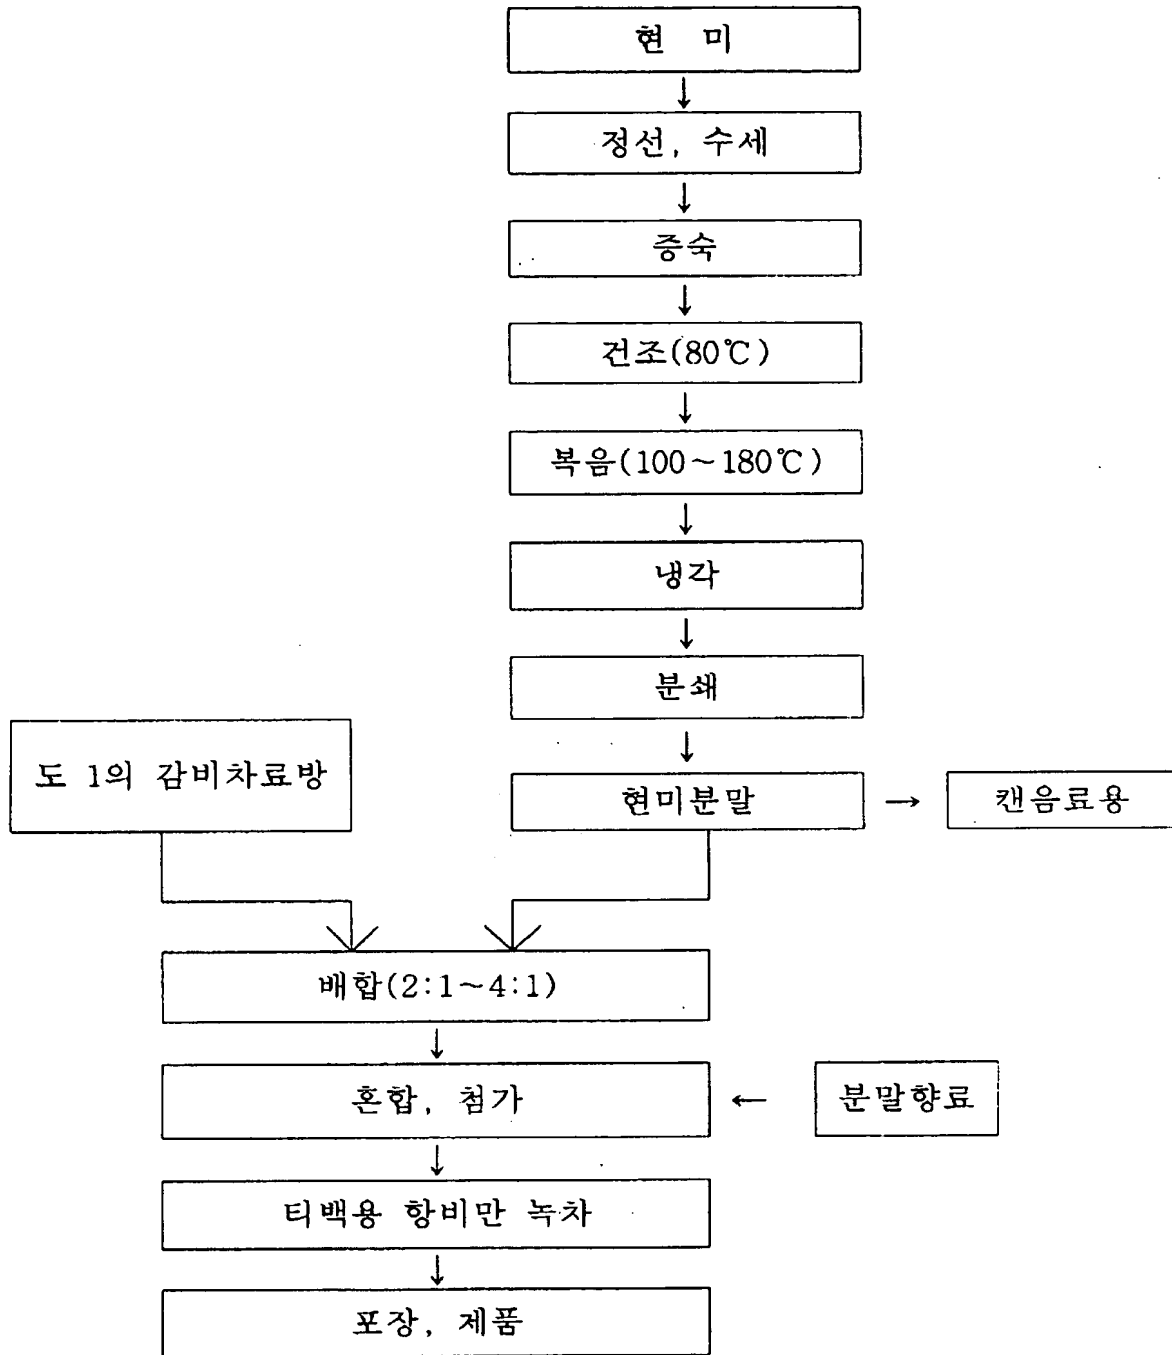 현 미
정선, 수세
증숙
건조(80℃)
복음(100~180℃)
냉각
분쇄
도 1의 감비차료방
현미분말
캔음료용
배합(2:1~4:1)
혼합, 첨가
분말향료
티백용 항비만 녹차
포장, 제품